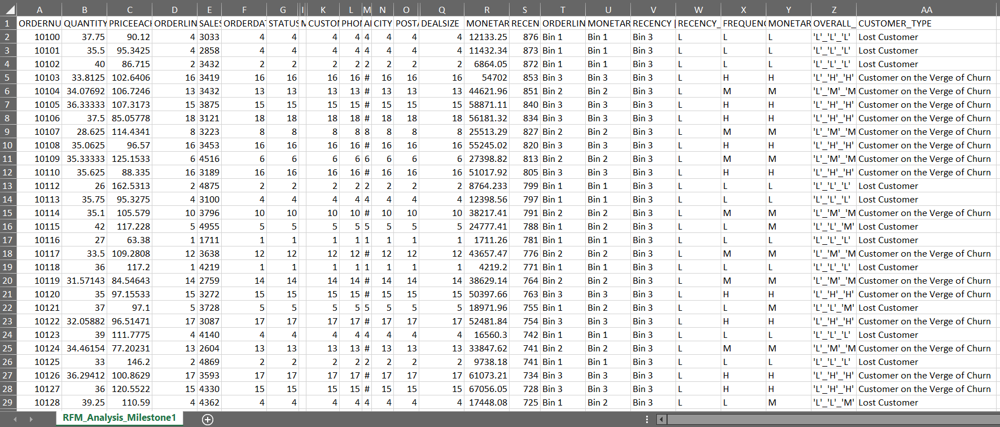 A B C D E F G I K L M N O Q R S T U V W X Y Z AA
1 ORDERNU QUANTITY PRICEEACH ORDERLIN SALES ORDERDA STATUS M CUSTO PHO A CITY POST DEALSIZE MONETAR RECEN ORDERLIN MONETAR RECENCY RECENCY_ FREQUEN MONETAR OVERALL_ CUSTOMER_TYPE
2 10100 37.75 90.12 4 3033 4 4 4 4 4 4 4 4 12133.25 876 Bin 1 Bin 1 Bin 3 L L L 'L'_'L'_'L' Lost Customer
3 10101 35.5 95.3425 4 2858 4 4 4 4 4 4 4 4 11432.34 873 Bin 1 Bin 1 Bin 3 L L L 'L'_'L'_'L' Lost Customer
4 10102 40 86.715 2 3432 2 2 2 2 2 2 2 2 6864.05 872 Bin 1 Bin 1 Bin 3 L L L 'L'_'L'_'L' Lost Customer
5 10103 33.8125 102.6406 16 3419 16 16 16 16 # 16 16 16 54702 853 Bin 3 Bin 3 Bin 3 L H H 'L'_'H'_'H' Customer on the Verge of Churn
6 10104 34.07692 106.7246 13 3432 13 13 13 13 # 13 13 13 44621.96 851 Bin 2 Bin 2 Bin 3 L M M 'L'_'M'_'M Customer on the Verge of Churn
7 10105 36.33333 107.3173 15 3875 15 15 15 15 # 15 15 15 58871.11 840 Bin 3 Bin 3 Bin 3 L H H 'L'_'H'_'H' Customer on the Verge of Churn
8 10106 37.5 85.05778 18 3121 18 18 18 18 # 18 18 18 56181.32 834 Bin 3 Bin 3 Bin 3 L H H 'L'_'H'_'H' Customer on the Verge of Churn
9 10107 28.625 114.4341 8 3223 8 8 8 8 8 8 8 8 25513.29 827 Bin 2 Bin 2 Bin 3 L M M 'L'_'M'_'M Customer on the Verge of Churn
10 10108 35.0625 96.57 16 3453 16 16 16 16 # 16 16 16 55245.02 820 Bin 3 Bin 3 Bin 3 L H H 'L'_'H'_'H' Customer on the Verge of Churn
11 10109 35.33333 125.1533 6 4516 6 6 6 6 6 6 6 6 27398.82 813 Bin 2 Bin 2 Bin 3 L M M 'L'_'M'_'M Customer on the Verge of Churn
12 10110 35.625 88.335 16 3189 16 16 16 16 # 16 16 16 51017.92 805 Bin 3 Bin 3 Bin 3 L H H 'L'_'H'_'H' Customer on the Verge of Churn
13 10112 26 162.5313 2 4875 2 2 2 2 2 2 2 2 8764.233 799 Bin 1 Bin 1 Bin 3 L L L 'L'_'L'_'L' Lost Customer
14 10113 35.75 95.3275 4 3100 4 4 4 4 4 4 4 4 12398.56 797 Bin 1 Bin 1 Bin 3 L L L 'L'_'L'_'L' Lost Customer
15 10114 35.1 105.579 10 3796 10 10 10 10 # 10 10 10 38217.41 791 Bin 2 Bin 2 Bin 3 L M M 'L'_'M'_'M Customer on the Verge of Churn
16 10115 42 117.228 5 4955 5 5 5 5 5 5 5 5 24777.41 788 Bin 1 Bin 2 Bin 3 L L M 'L'_'L'_'M' Lost Customer
17 10116 27 63.38 1 1711 1 1 1 1 1 1 1 1 1711.26 781 Bin 1 Bin 1 Bin 3 L L L 'L'_'L'_'L' Lost Customer
18 10117 33.5 109.2808 12 3638 12 12 12 12 # 12 12 12 43657.47 776 Bin 2 Bin 2 Bin 3 L M M 'L'_'M'_'M Customer on the Verge of Churn
19 10118 36 117.2 1 4219 1 1 1 1 1 1 1 1 4219.2 771 Bin 1 Bin 1 Bin 3 L L L 'L'_'L'_'L' Lost Customer
20 10119 31.57143 84.54643 14 2759 14 14 14 14 # 14 14 14 38629.14 764 Bin 2 Bin 2 Bin 3 L M M 'L'_'M'_'M Customer on the Verge of Churn
21 10120 35 97.15533 15 3272 15 15 15 15 # 15 15 15 50397.66 763 Bin 3 Bin 3 Bin 3 L H H 'L'_'H'_'H' Customer on the Verge of Churn
22 10121 37 97.1 5 3728 5 5 5 5 5 5 5 5 18971.96 755 Bin 1 Bin 2 Bin 3 L L M 'L'_'L'_'M' Lost Customer
23 10122 32.05882 96.51471 17 3087 17 17 17 17 # 17 17 17 52481.84 754 Bin 3 Bin 3 Bin 3 L H H 'L'_'H'_'H' Customer on the Verge of Churn
24 10123 39 111.7775 4 4140 4 4 4 4 4 4 4 4 16560.3 742 Bin 1 Bin 1 Bin 3 L L L 'L'_'L'_'L' Lost Customer
25 10124 34.46154 77.20231 13 2604 13 13 13 13 # 13 13 13 33847.62 741 Bin 2 Bin 2 Bin 3 L M M 'L'_'M'_'M Customer on the Verge of Churn
26 10125 33 146.2 2 4869 2 2 2 2 2 2 2 2 9738.18 741 Bin 1 Bin 1 Bin 3 L L L 'L'_'L'_'L' Lost Customer
27 10126 36.29412 100.8629 17 3593 17 17 17 17 # 17 17 17 61073.21 734 Bin 3 Bin 3 Bin 3 L H H 'L'_'H'_'H' Customer on the Verge of Churn
28 10127 36 120.5522 15 4330 15 15 15 15 # 15 15 15 67056.05 728 Bin 3 Bin 3 Bin 3 L H H 'L'_'H'_'H' Customer on the Verge of Churn
29 10128 39.25 110.59 4 4362 4 4 4 4 4 4 4 4 17448.08 725 Bin 1 Bin 2 Bin 3 L L M 'L'_'L'_'M' Lost Customer
RFM_Analysis_Milestone1